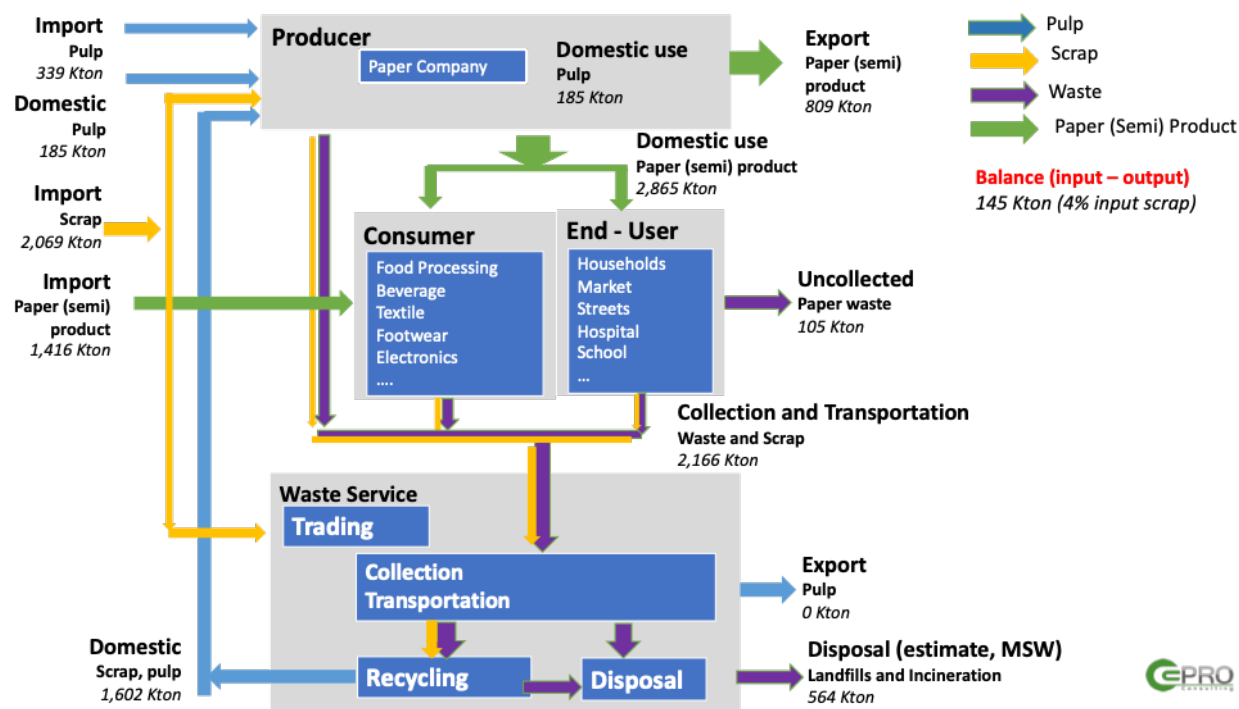 Import
Pulp
339 Kton
Domestic
Pulp
185 Kton
Import
Scrap
2,069 Kton
Import
Paper (semi)
product
1,416 Kton
Producer
Paper Company
Domestic use
Pulp
185 Kton
Export
Paper (semi)
product
809 Kton
Pulp
Scrap
Waste
Paper (Semi) Product
Balance (input – output)
145 Kton (4% input scrap)
Domestic use
Paper (semi) product
2,865 Kton
Consumer
Food Processing
Beverage
Textile
Footwear
Electronics
....
End - User
Households
Market
Streets
Hospital
School
...
Uncollected
Paper waste
105 Kton
Collection and Transportation
Waste and Scrap
2,166 Kton
Waste Service
Trading
Collection
Transportation
Recycling
Disposal
Export
Pulp
0 Kton
Domestic
Scrap, pulp
1,602 Kton
Disposal (estimate, MSW)
Landfills and Incineration
564 Kton
EPRO
Consulting